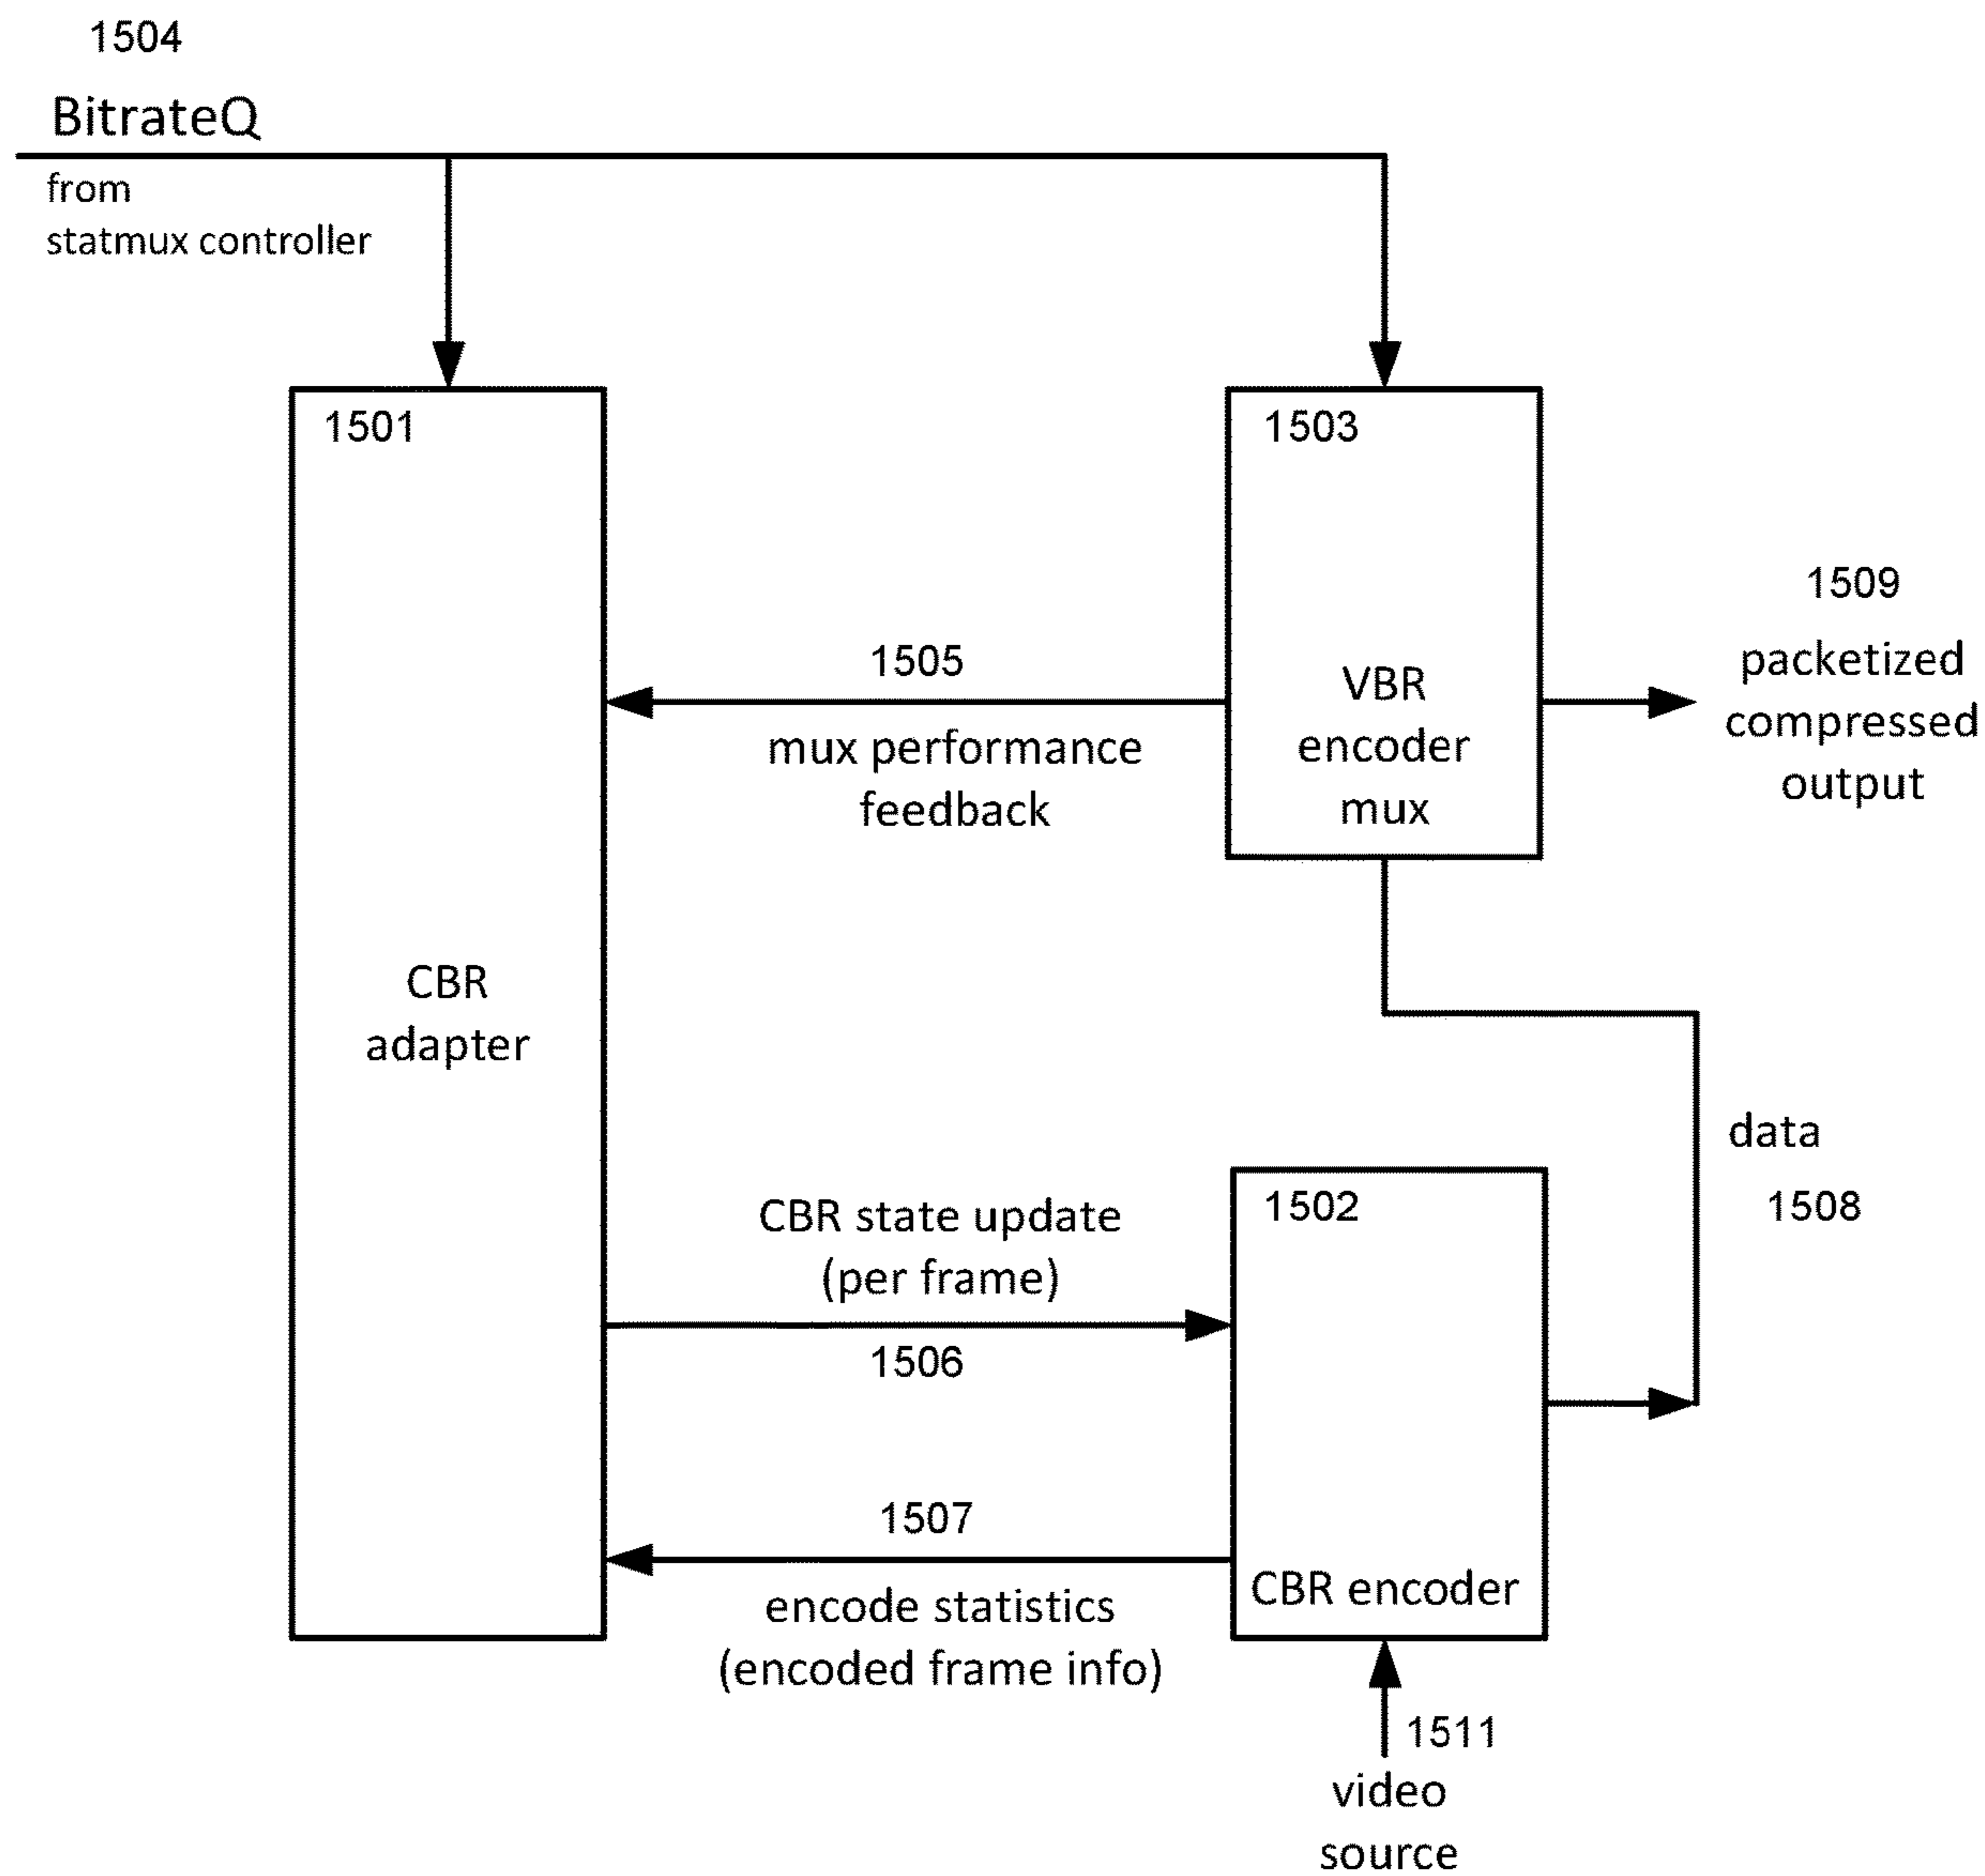 1504
BitrateQ
from
statmux controller
1501
1503
1509
packetized
compressed
output
1505
VBR
encoder
mux
mux performance
feedback
CBR
adapter
data
1508
CBR state update
(per frame)
1502
1506
1507
CBR encoder
encode statistics
(encoded frame info)
1511
video
source